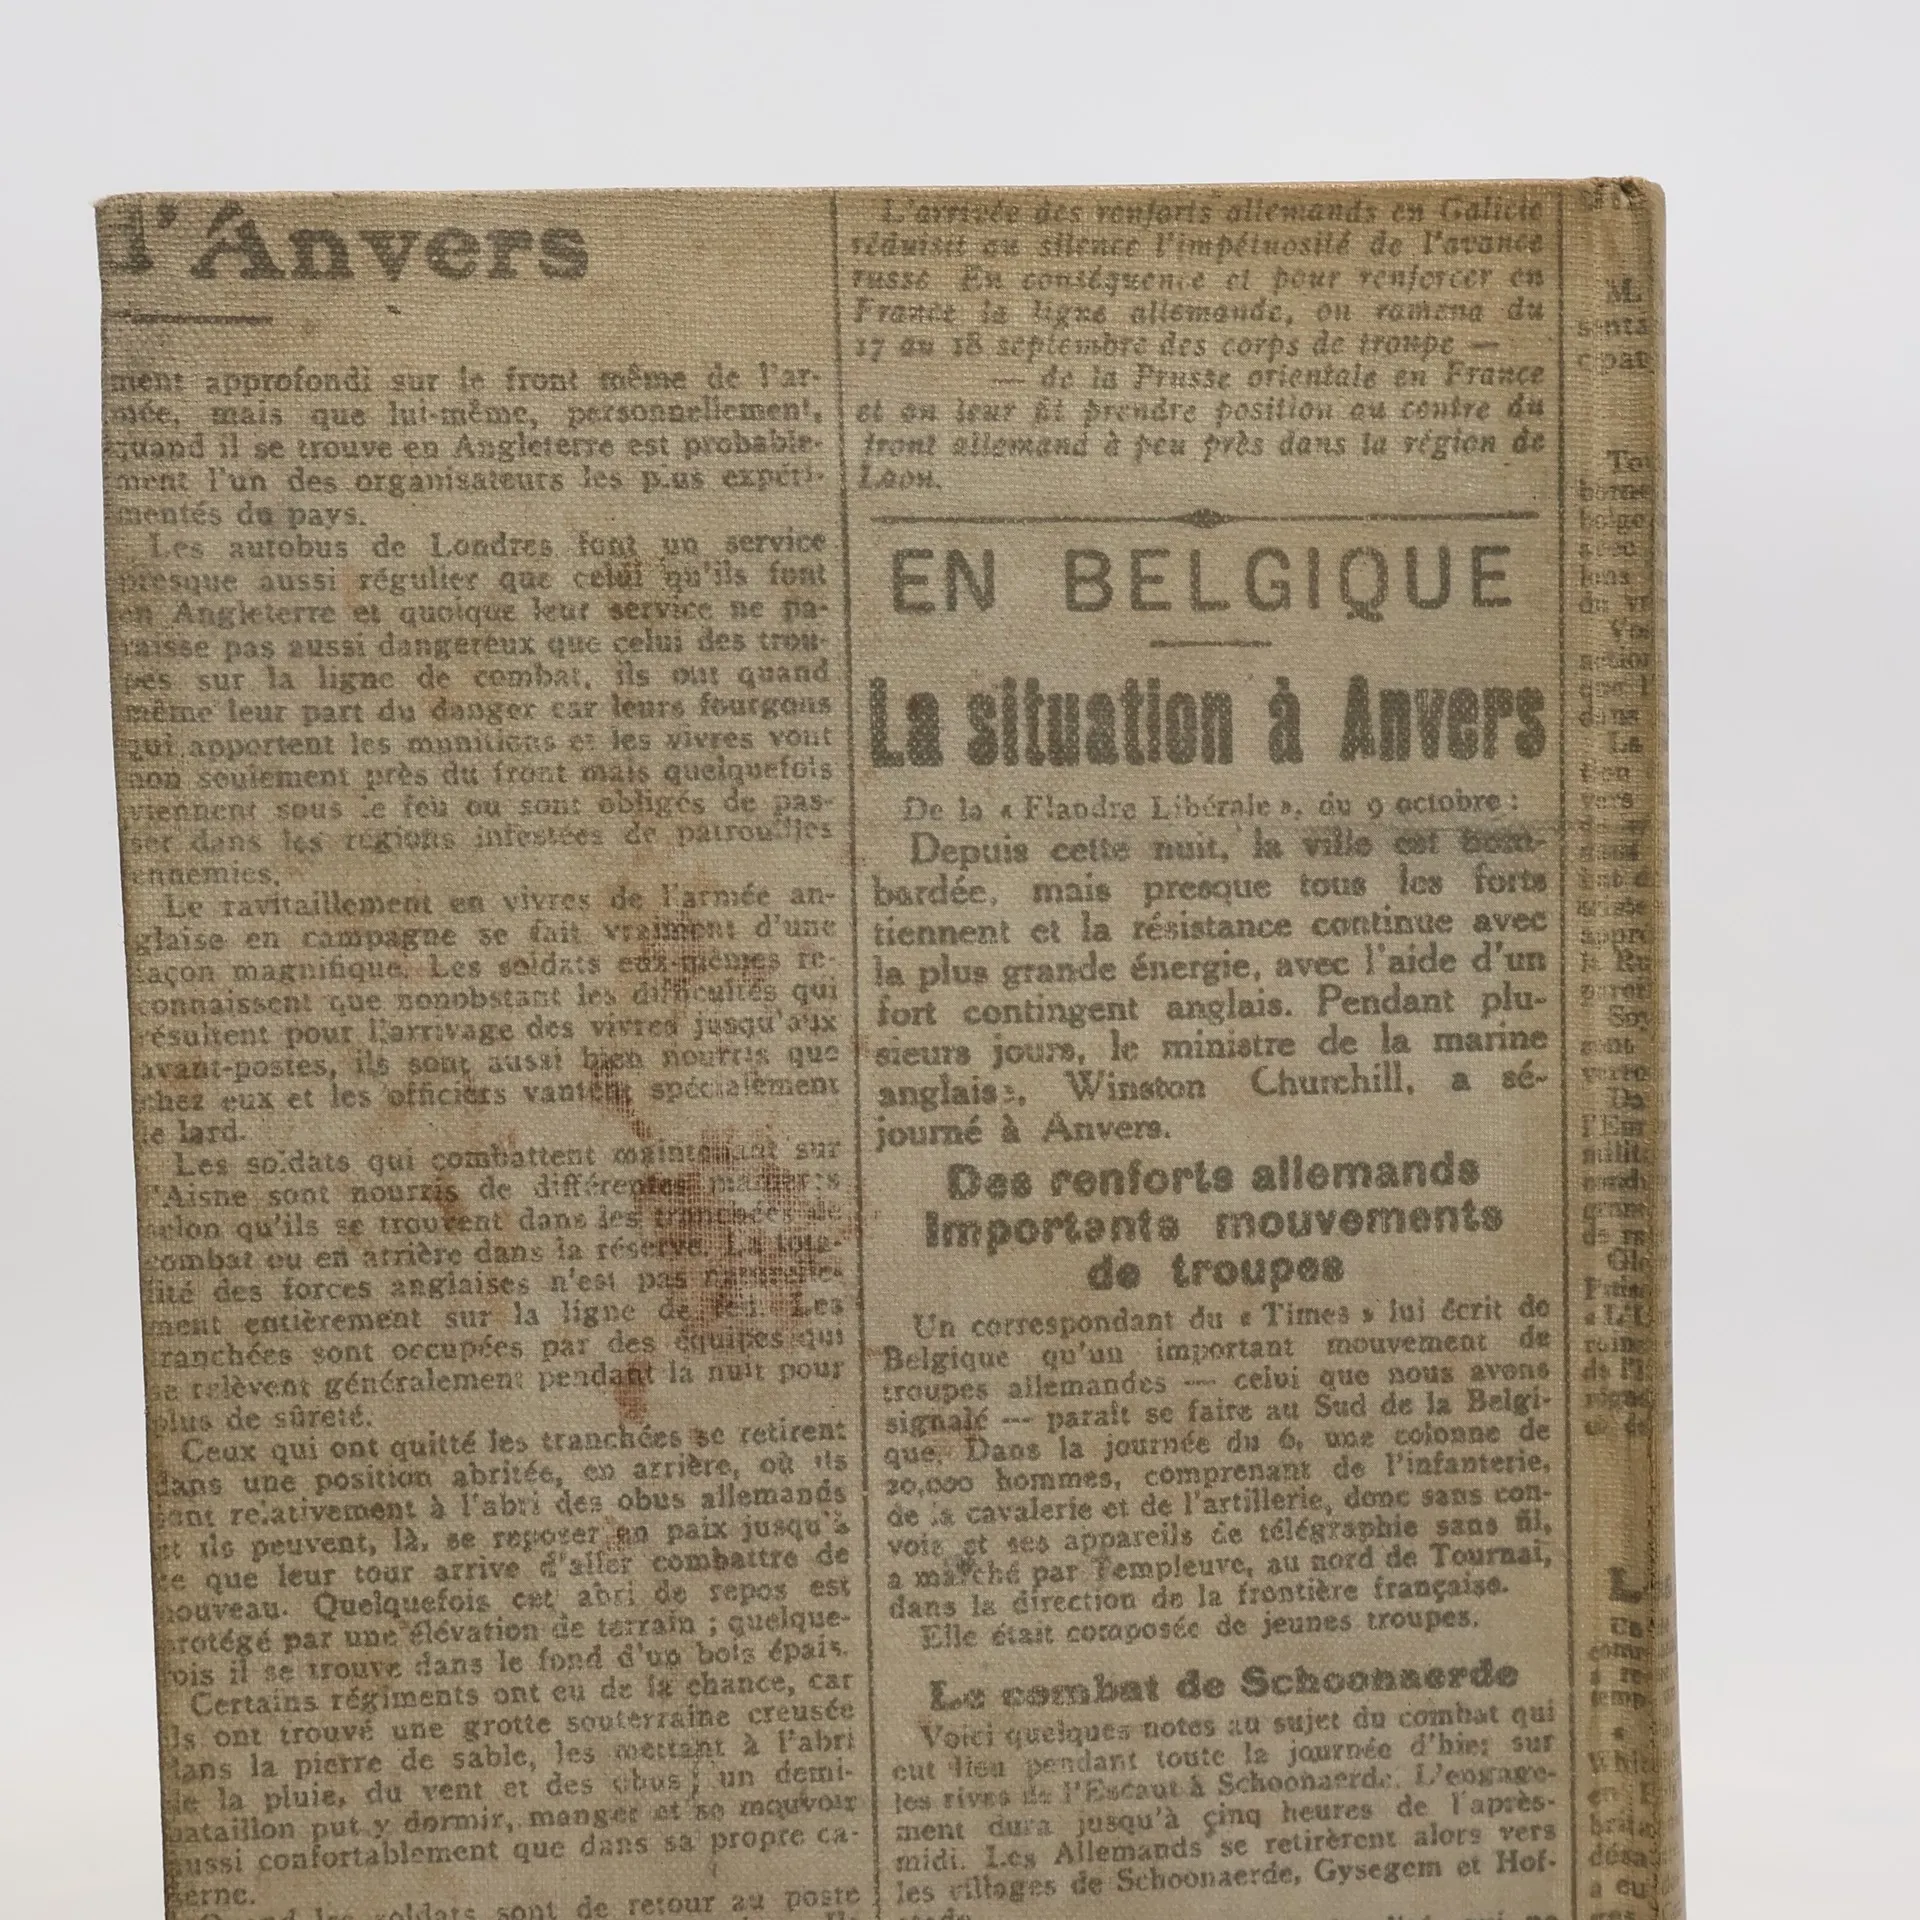 l'Anvers
ment approfondi sur le front même de l'ar-
mée, mais que lui-même, personnellement,
quand il se trouve en Angleterre est probable-
ment l'un des organisateurs les plus expéri-
mentés du pays.
Les autobus de Londres font un service
presque aussi régulier que celui qu'ils font
en Angleterre et quoique leur service ne pa-
raisse pas aussi dangereux que celui des trou-
pes sur la ligne de combat, ils ont quand
même leur part du danger car leurs fourgons
qui apportent les munitions et les vivres vont
non seulement près du front mais quelquefois
viennent sous le feu ou sont obligés de pas-
ser dans les régions infestées de patrouilles
ennemies.
Le ravitaillement en vivres de l'armée an-
glaise en campagne se fait vraiment d'une
façon magnifique. Les soldats eux-mêmes re-
connaissent que nonobstant les difficultés qui
résultent pour l'arrivage des vivres jusqu'aux
avant-postes, ils sont aussi bien nourris que
chez eux et les officiers vantent spécialement
le lard.
Les soldats qui combattent maintenant sur
l'Aisne sont nourris de différentes manières
selon qu'ils se trouvent dans les tranchées de
combat ou en arrière dans la réserve. La tota-
lité des forces anglaises n'est pas naturelle-
ment entièrement sur la ligne de feu. Les
tranchées sont occupées par des équipes qui
se relèvent généralement pendant la nuit pour
plus de sûreté.
Ceux qui ont quitté les tranchées se retirent
dans une position abritée, en arrière, où ils
sont relativement à l'abri des obus allemands
et ils peuvent, là, se reposer en paix jusqu'à
ce que leur tour arrive d'aller combattre de
nouveau. Quelquefois cet abri de repos est
protégé par une élévation de terrain ; quelque-
fois il se trouve dans le fond d'un bois épais.
Certains régiments ont eu de la chance, car
ils ont trouvé une grotte souterraine creusée
dans la pierre de sable, les mettant à l'abri
de la pluie, du vent et des obus ; un demi-
bataillon put y dormir, manger et se mouvoir
aussi confortablement que dans sa propre ca-
serne.
Quand les soldats sont de retour au poste
L'arrivée des renforts allemands en Galicie
réduisit au silence l'impétuosité de l'avance
russe. En conséquence et pour renforcer en
France la ligne allemande, on ramena du
17 au 18 septembre des corps de troupe —
— de la Prusse orientale en France
et on leur fit prendre position au centre du
front allemand à peu près dans la région de
Laon.
EN BELGIQUE
La situation à Anvers
De la « Flandre Libérale », du 9 octobre :
Depuis cette nuit, la ville est bom-
bardée, mais presque tous les forts
tiennent et la résistance continue avec
la plus grande énergie, avec l'aide d'un
fort contingent anglais. Pendant plu-
sieurs jours, le ministre de la marine
anglaise, Winston Churchill, a sé-
journé à Anvers.
Des renforts allemands
Importants mouvements
de troupes
Un correspondant du « Times » lui écrit de
Belgique qu'un important mouvement de
troupes allemandes — celui que nous avons
signalé — paraît se faire au Sud de la Belgi-
que. Dans la journée du 6, une colonne de
20,000 hommes, comprenant de l'infanterie,
de la cavalerie et de l'artillerie, donc sans con-
voi et ses appareils de télégraphie sans fil,
a marché par Templeuve, au nord de Tournai,
dans la direction de la frontière française.
Elle était composée de jeunes troupes.
Le combat de Schoonaerde
Voici quelques notes au sujet du combat qui
eut lieu pendant toute la journée d'hier sur
les rives de l'Escaut à Schoonaerde. L'engage-
ment dura jusqu'à cinq heures de l'après-
midi. Les Allemands se retirèrent alors vers
les villages de Schoonaerde, Gysegem et Hof-
M.